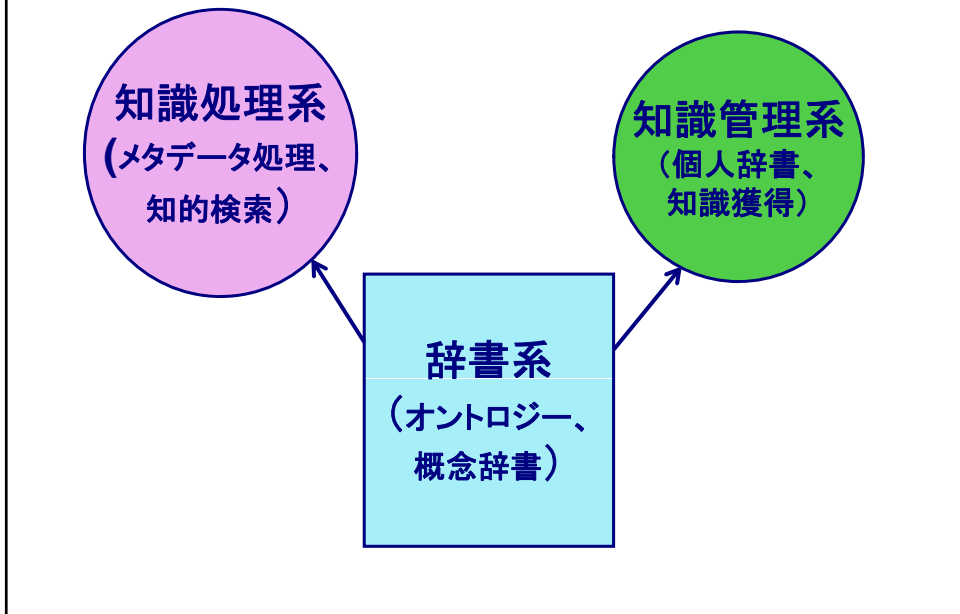 知識処理系
(メタデータ処理、
知的検索)
知識管理系
(個人辞書、
知識獲得)
辞書系
(オントロジー、
概念辞書)